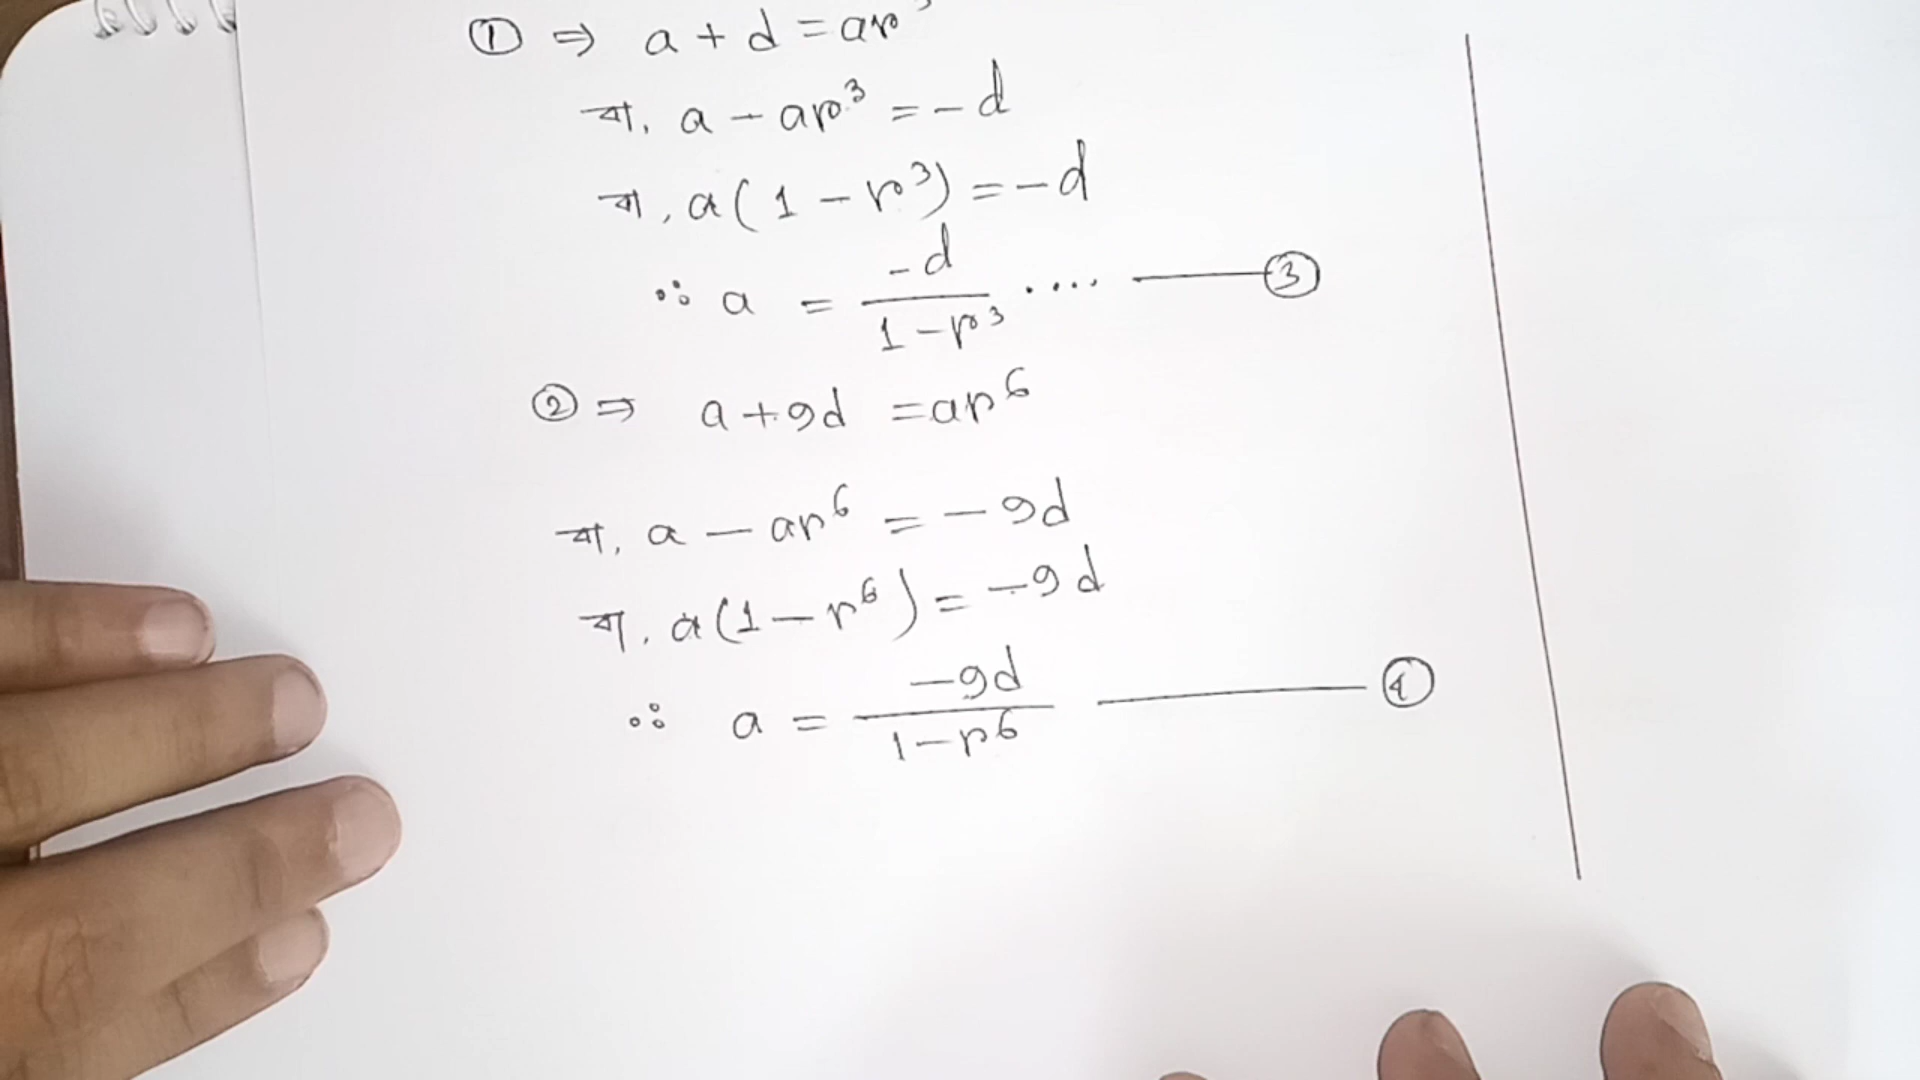 ① ⇒ a + d = ar³
বা, a − ar³ = − d
বা, a(1 − r³) = − d
∴ a = -d/(1 − r³) .... ——— ③
② ⇒ a + 9d = ar⁶
বা, a — ar⁶ = − 9d
বা, a(1 − r⁶) = − 9d
∴ a = −9d/(1 − r⁶) ——— ④